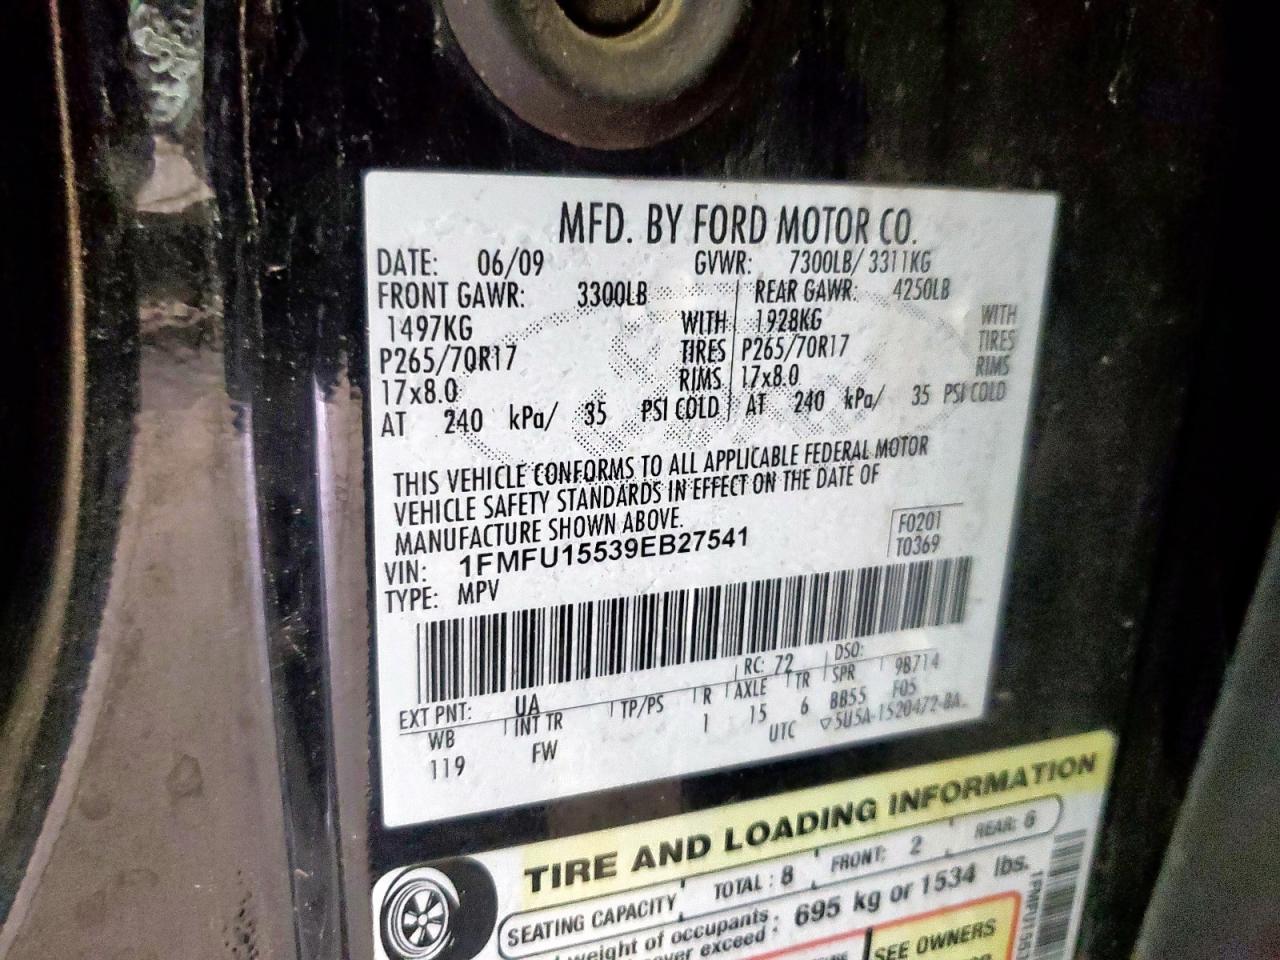 MFD. BY FORD MOTOR CO.
DATE: 06/09 GVWR: 7300LB/ 3311KG
FRONT GAWR: 3300LB REAR GAWR: 4250LB
1497KG WITH 1928KG WITH
P265/70R17 TIRES P265/70R17 TIRES
17x8.0 RIMS 17x8.0 RIMS
AT 240 kPa/ 35 PSI COLD AT 240 kPa/ 35 PSI COLD
THIS VEHICLE CONFORMS TO ALL APPLICABLE FEDERAL MOTOR
VEHICLE SAFETY STANDARDS IN EFFECT ON THE DATE OF
MANUFACTURE SHOWN ABOVE.
F0201
VIN: 1FMFU15539EB27541
T0369
TYPE: MPV
RC: 72 DSO: 98714
EXT PNT: UA
WB INT TR TP/PS R AXLE TR SPR F05
119 FW 1 15 6 BB55
UTC ▽5U5A-1520472-BA
TIRE AND LOADING INFORMATION
SEATING CAPACITY TOTAL : 8 FRONT: 2 REAR: 6
weight of occupants
exceed : 695 kg or 1534 lbs.
SEE OWNERS